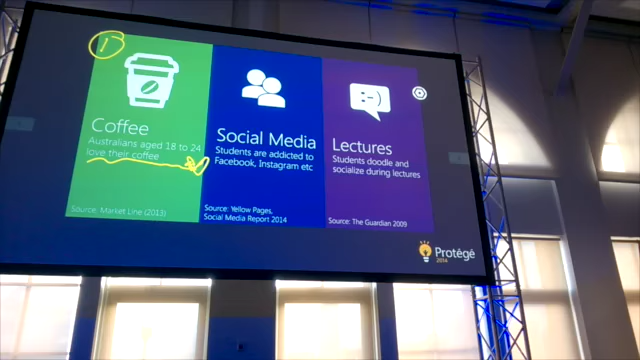 1
Coffee
Australians aged 18 to 24
love their coffee
Source: Market Line (2013)
Social Media
Students are addicted to
Facebook, Instagram etc
Source: Yellow Pages,
Social Media Report 2014
Lectures
Students doodle and
socialize during lectures
Source: The Guardian 2009
Protégé
2014